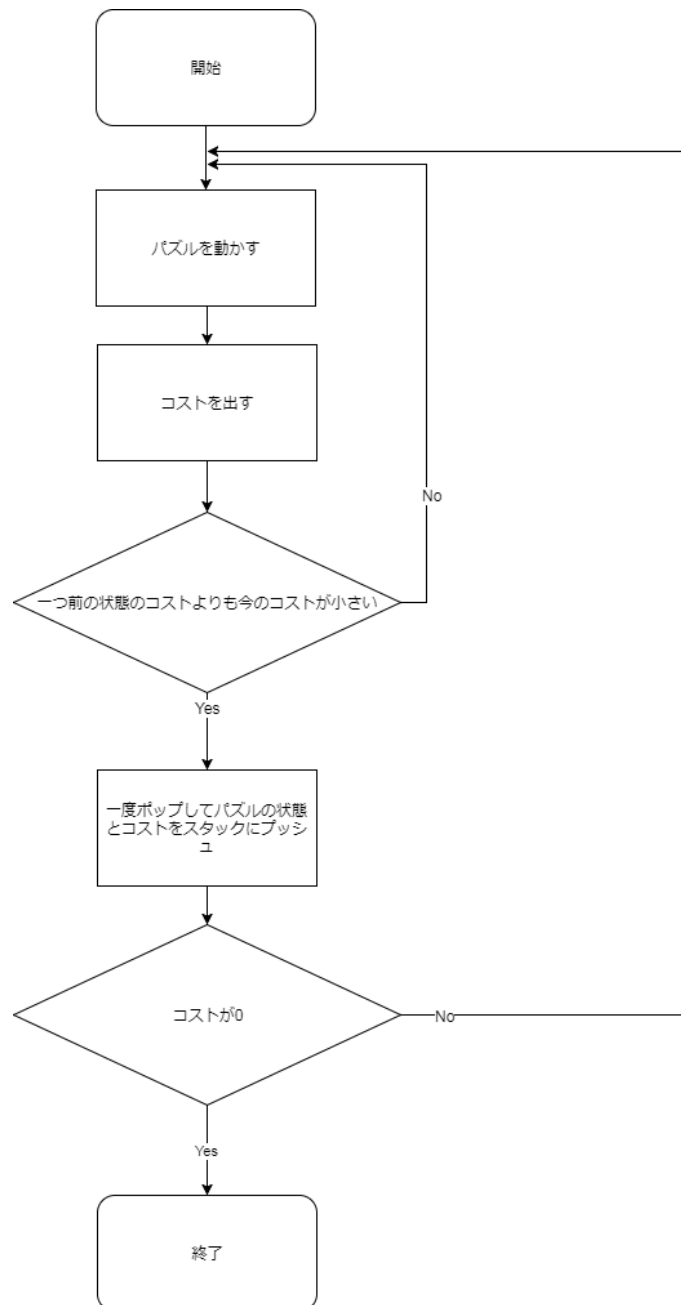 開始
パズルを動かす
コストを出す
No
一つ前の状態のコストよりも今のコストが小さい
Yes
一度ポップしてパズルの状態
とコストをスタックにプッシ
ュ
コストが0
No
Yes
終了